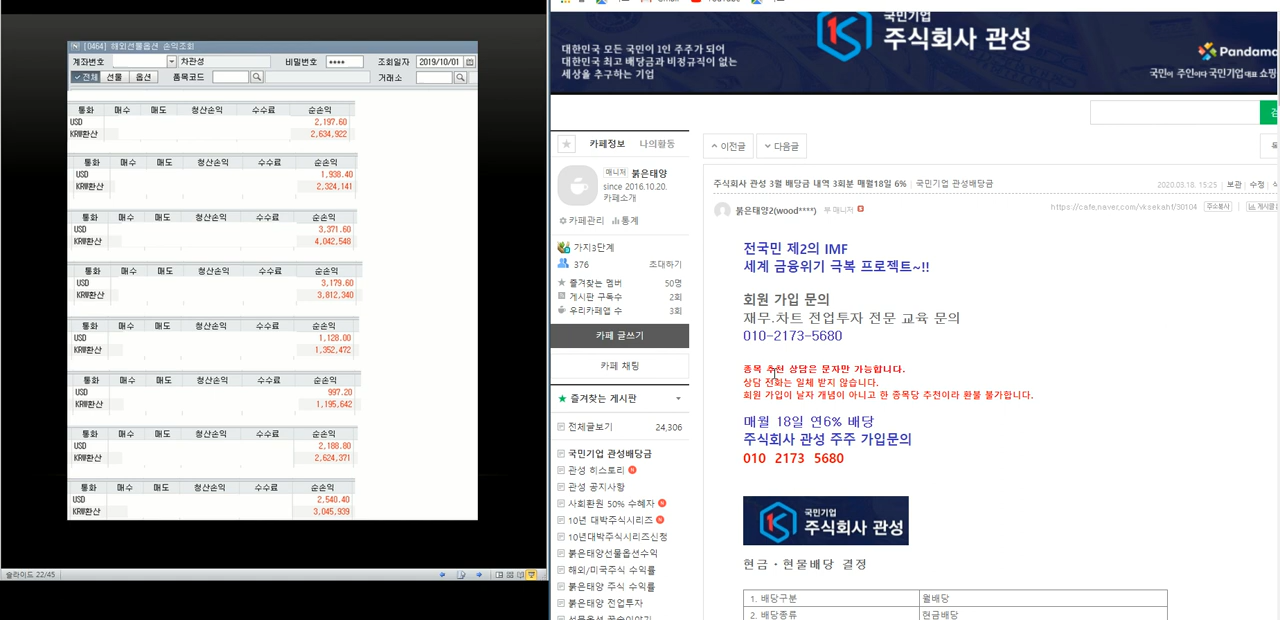 [0464] 해외선물옵션 손익조회
계좌번호 차관성 비밀번호 **** 조회일자 2019/10/01
전체 선물 옵션 품목코드 거래소
통화 매수 매도 청산손익 수수료 순손익
USD 2,197.60
KRW환산 2,634,922
통화 매수 매도 청산손익 수수료 순손익
USD 1,938.40
KRW환산 2,324,141
통화 매수 매도 청산손익 수수료 순손익
USD 3,371.60
KRW환산 4,042,548
통화 매수 매도 청산손익 수수료 순손익
USD 3,179.60
KRW환산 3,812,340
통화 매수 매도 청산손익 수수료 순손익
USD 1,128.00
KRW환산 1,352,472
통화 매수 매도 청산손익 수수료 순손익
USD 997.20
KRW환산 1,195,642
통화 매수 매도 청산손익 수수료 순손익
USD 2,188.80
KRW환산 2,624,371
통화 매수 매도 청산손익 수수료 순손익
USD 2,540.40
KRW환산 3,045,939
슬라이드 22/45
대한민국 모든 국민이 1인 주주가 되어
대한민국 최고 배당금과 비정규직이 없는
세상을 추구하는 기업
국민기업
주식회사 관성
Pandama
국민이 주인이다 국민기업대표 쇼핑
카페정보 나의활동
매니저 붉은태양
since 2016.10.20.
카페소개
카페관리 통계
가지3단계
376 초대하기
즐겨찾는 멤버 50명
게시판 구독수 2회
우리카페앱 수 3회
카페 글쓰기
카페 채팅
즐겨찾는 게시판
전체글보기 24,306
국민기업 관성배당금
관성 히스토리
관성 공지사항
사회환원 50% 수혜자
10년 대박주식시리즈
10년대박주식시리즈신청
붉은태양선물옵션수익
해외/미국주식 수익률
붉은태양 주식 수익률
붉은태양 전업투자
이전글 다음글
주식회사 관성 3월 배당금 내역 3회분 매월18일 6% 국민기업 관성배당금
2020.03.18. 15:25 보관 수정
붉은태양2(wood****) 부매니저
https://cafe.naver.com/vksekahf/30104 주소복사
전국민 제2의 IMF
세계 금융위기 극복 프로젝트~!!
회원 가입 문의
재무.차트 전업투자 전문 교육 문의
010-2173-5680
종목 추천 상담은 문자만 가능합니다.
상담 전화는 일체 받지 않습니다.
회원 가입이 날자 개념이 아니고 한 종목당 추천이라 환불 불가합니다.
매월 18일 연6% 배당
주식회사 관성 주주 가입문의
010 2173 5680
국민기업
주식회사 관성
현금·현물배당 결정
1. 배당구분 월배당
2. 배당종류 현금배당